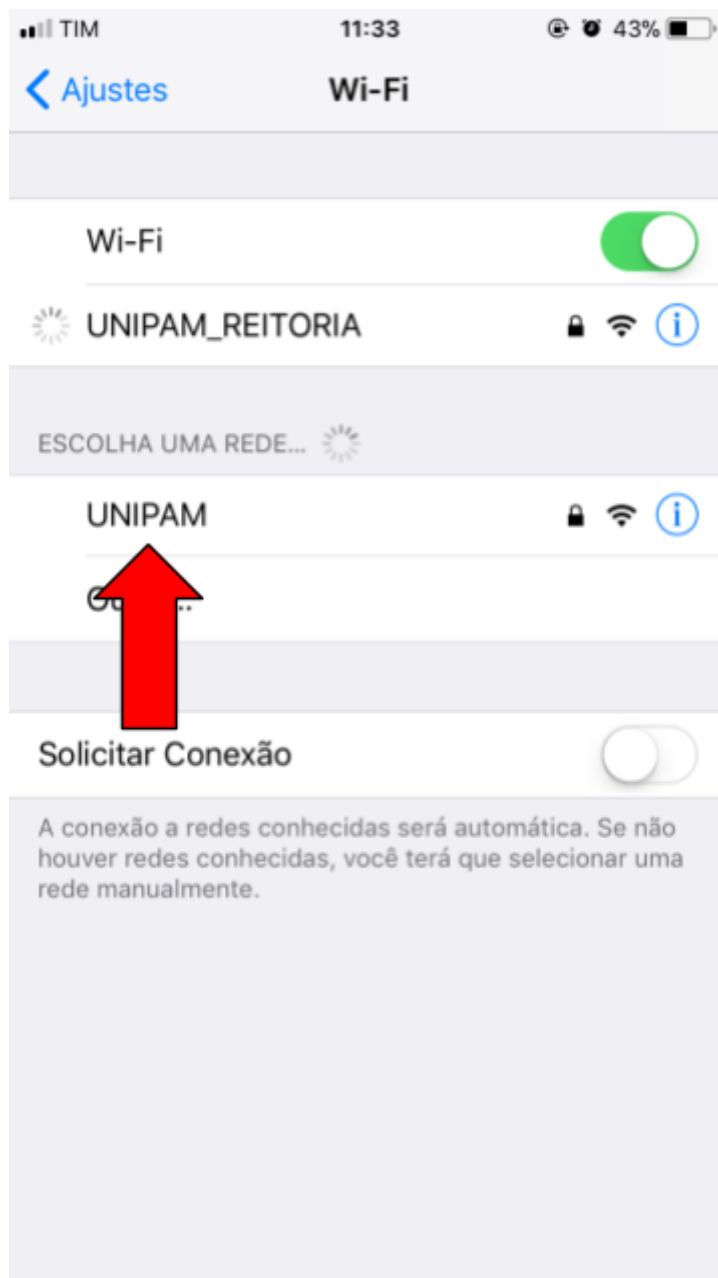 TIM 11:33 43%
Ajustes Wi-Fi
Wi-Fi
UNIPAM_REITORIA
ESCOLHA UMA REDE...
UNIPAM
Solicitar Conexão
A conexão a redes conhecidas será automática. Se não
houver redes conhecidas, você terá que selecionar uma
rede manualmente.